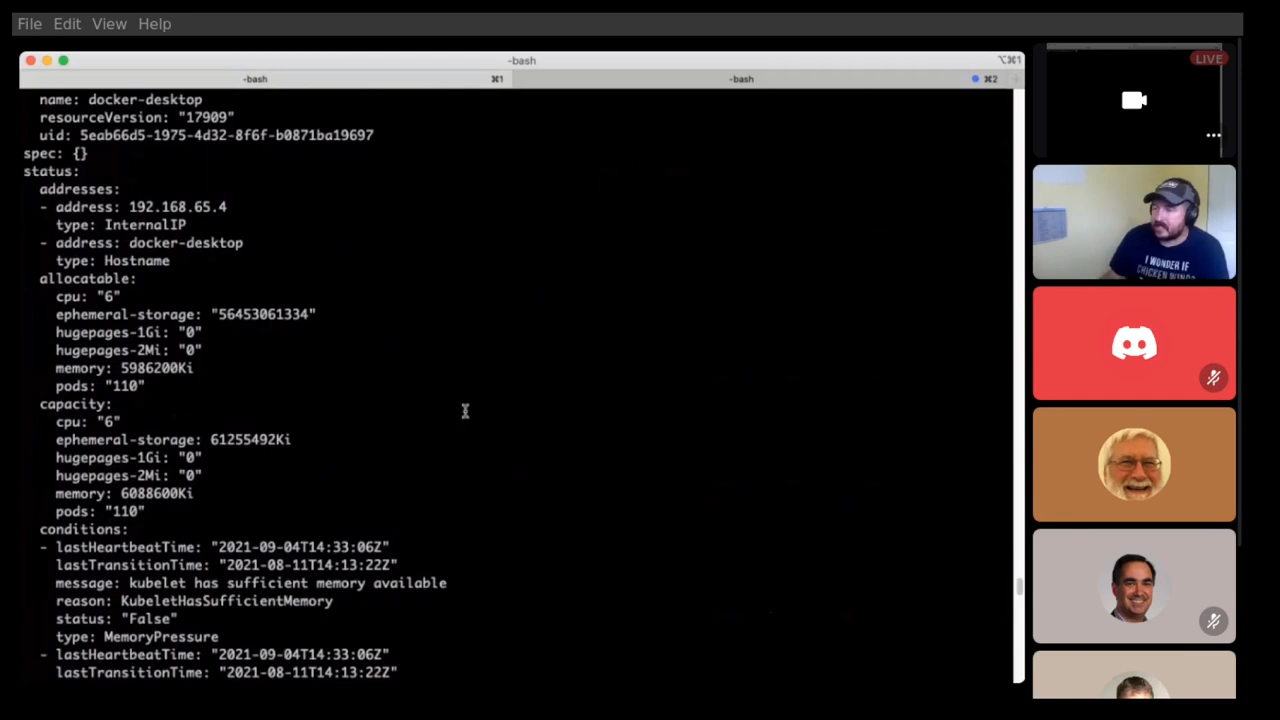 File Edit View Help
-bash
⌥⌘1
-bash ⌘1 -bash ⌘2
name: docker-desktop
resourceVersion: "17909"
uid: 5eab66d5-1975-4d32-8f6f-b0871ba19697
spec: {}
status:
addresses:
- address: 192.168.65.4
type: InternalIP
- address: docker-desktop
type: Hostname
allocatable:
cpu: "6"
ephemeral-storage: "56453061334"
hugepages-1Gi: "0"
hugepages-2Mi: "0"
memory: 5986200Ki
pods: "110"
capacity:
cpu: "6"
ephemeral-storage: 61255492Ki
hugepages-1Gi: "0"
hugepages-2Mi: "0"
memory: 6088600Ki
pods: "110"
conditions:
- lastHeartbeatTime: "2021-09-04T14:33:06Z"
lastTransitionTime: "2021-08-11T14:13:22Z"
message: kubelet has sufficient memory available
reason: KubeletHasSufficientMemory
status: "False"
type: MemoryPressure
- lastHeartbeatTime: "2021-09-04T14:33:06Z"
lastTransitionTime: "2021-08-11T14:13:22Z"
LIVE
I WONDER IF
CHICKEN WINGS